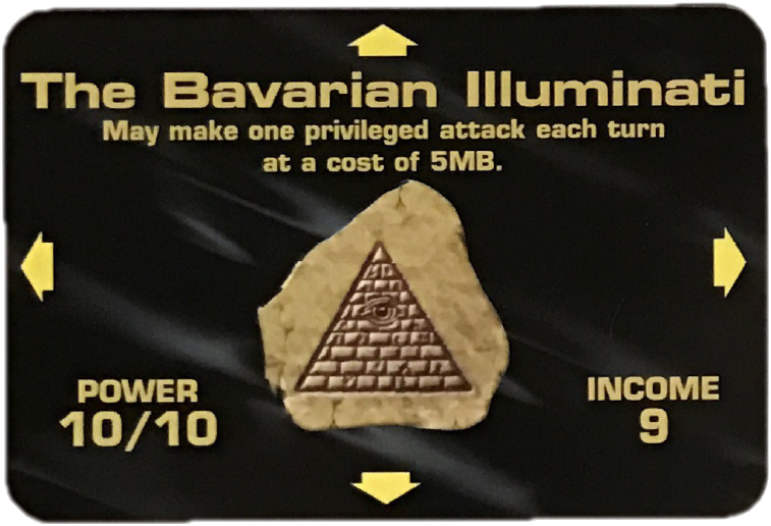 The Bavarian Illuminati
May make one privileged attack each turn
at a cost of 5MB.
POWER
10/10
INCOME
9